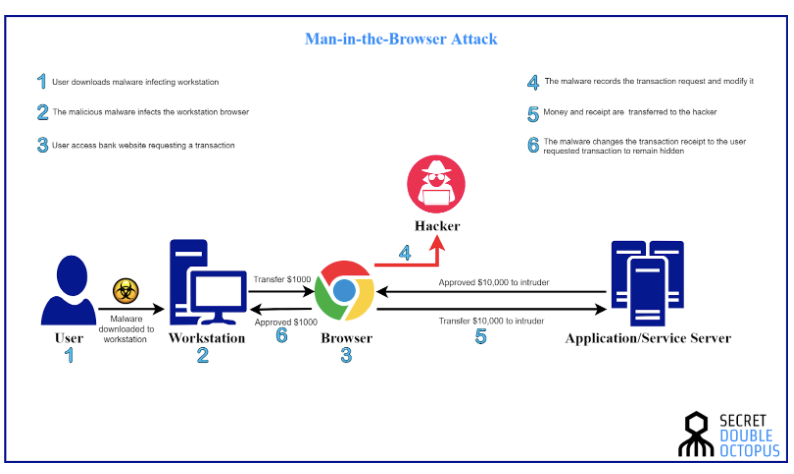 Man-in-the-Browser Attack
1 User downloads malware infecting workstation
2 The malicious malware infects the workstation browser
3 User access bank website requesting a transaction
4 The malware records the transaction request and modify it
5 Money and receipt are transferred to the hacker
6 The malware changes the transaction receipt to the user
requested transaction to remain hidden
Hacker
4
Transfer $1000
Approved $10,000 to intruder
Malware
downloaded to
workstation
Approved $1000
Transfer $10,000 to intruder
User
Workstation
6
Browser
5
Application/Service Server
1
2
3
SECRET
DOUBLE
OCTOPUS